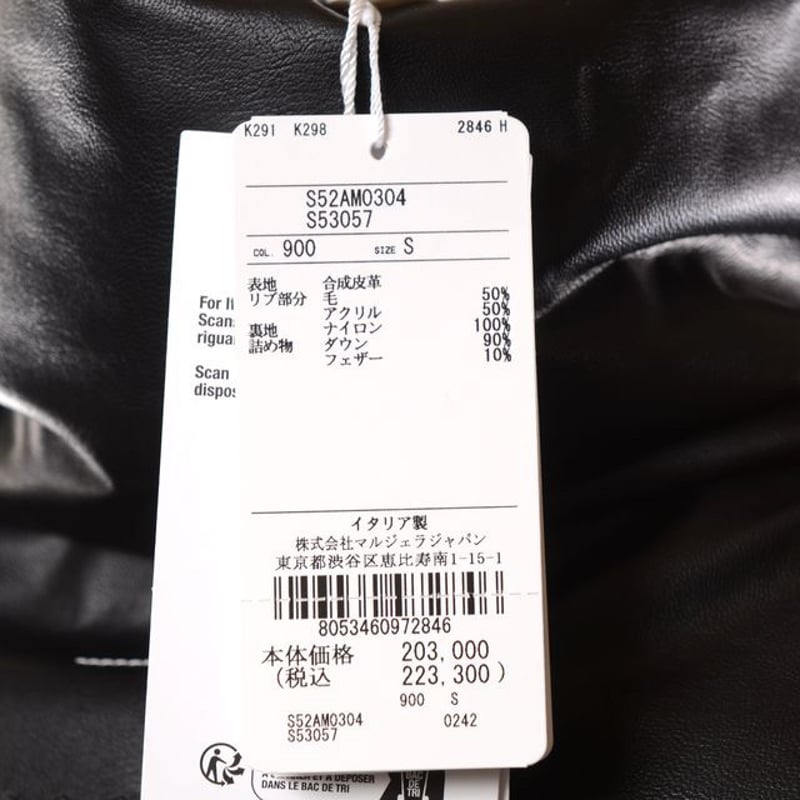 K291 K298 2846 H
S52AM0304
S53057
COL. 900 SIZE S
表地 合成皮革
リブ部分 毛 50%
アクリル 50%
裏地 ナイロン 100%
詰め物 ダウン 90%
フェザー 10%
イタリア製
株式会社マルジェラジャパン
東京都渋谷区恵比寿南1-15-1
8053460972846
本体価格 203,000
(税込 223,300)
900 S
S52AM0304 0242
S53057
For
Scan
Scan
DÉPOSER
DANS LE BAC DE TRI
BAC
DE
TRI